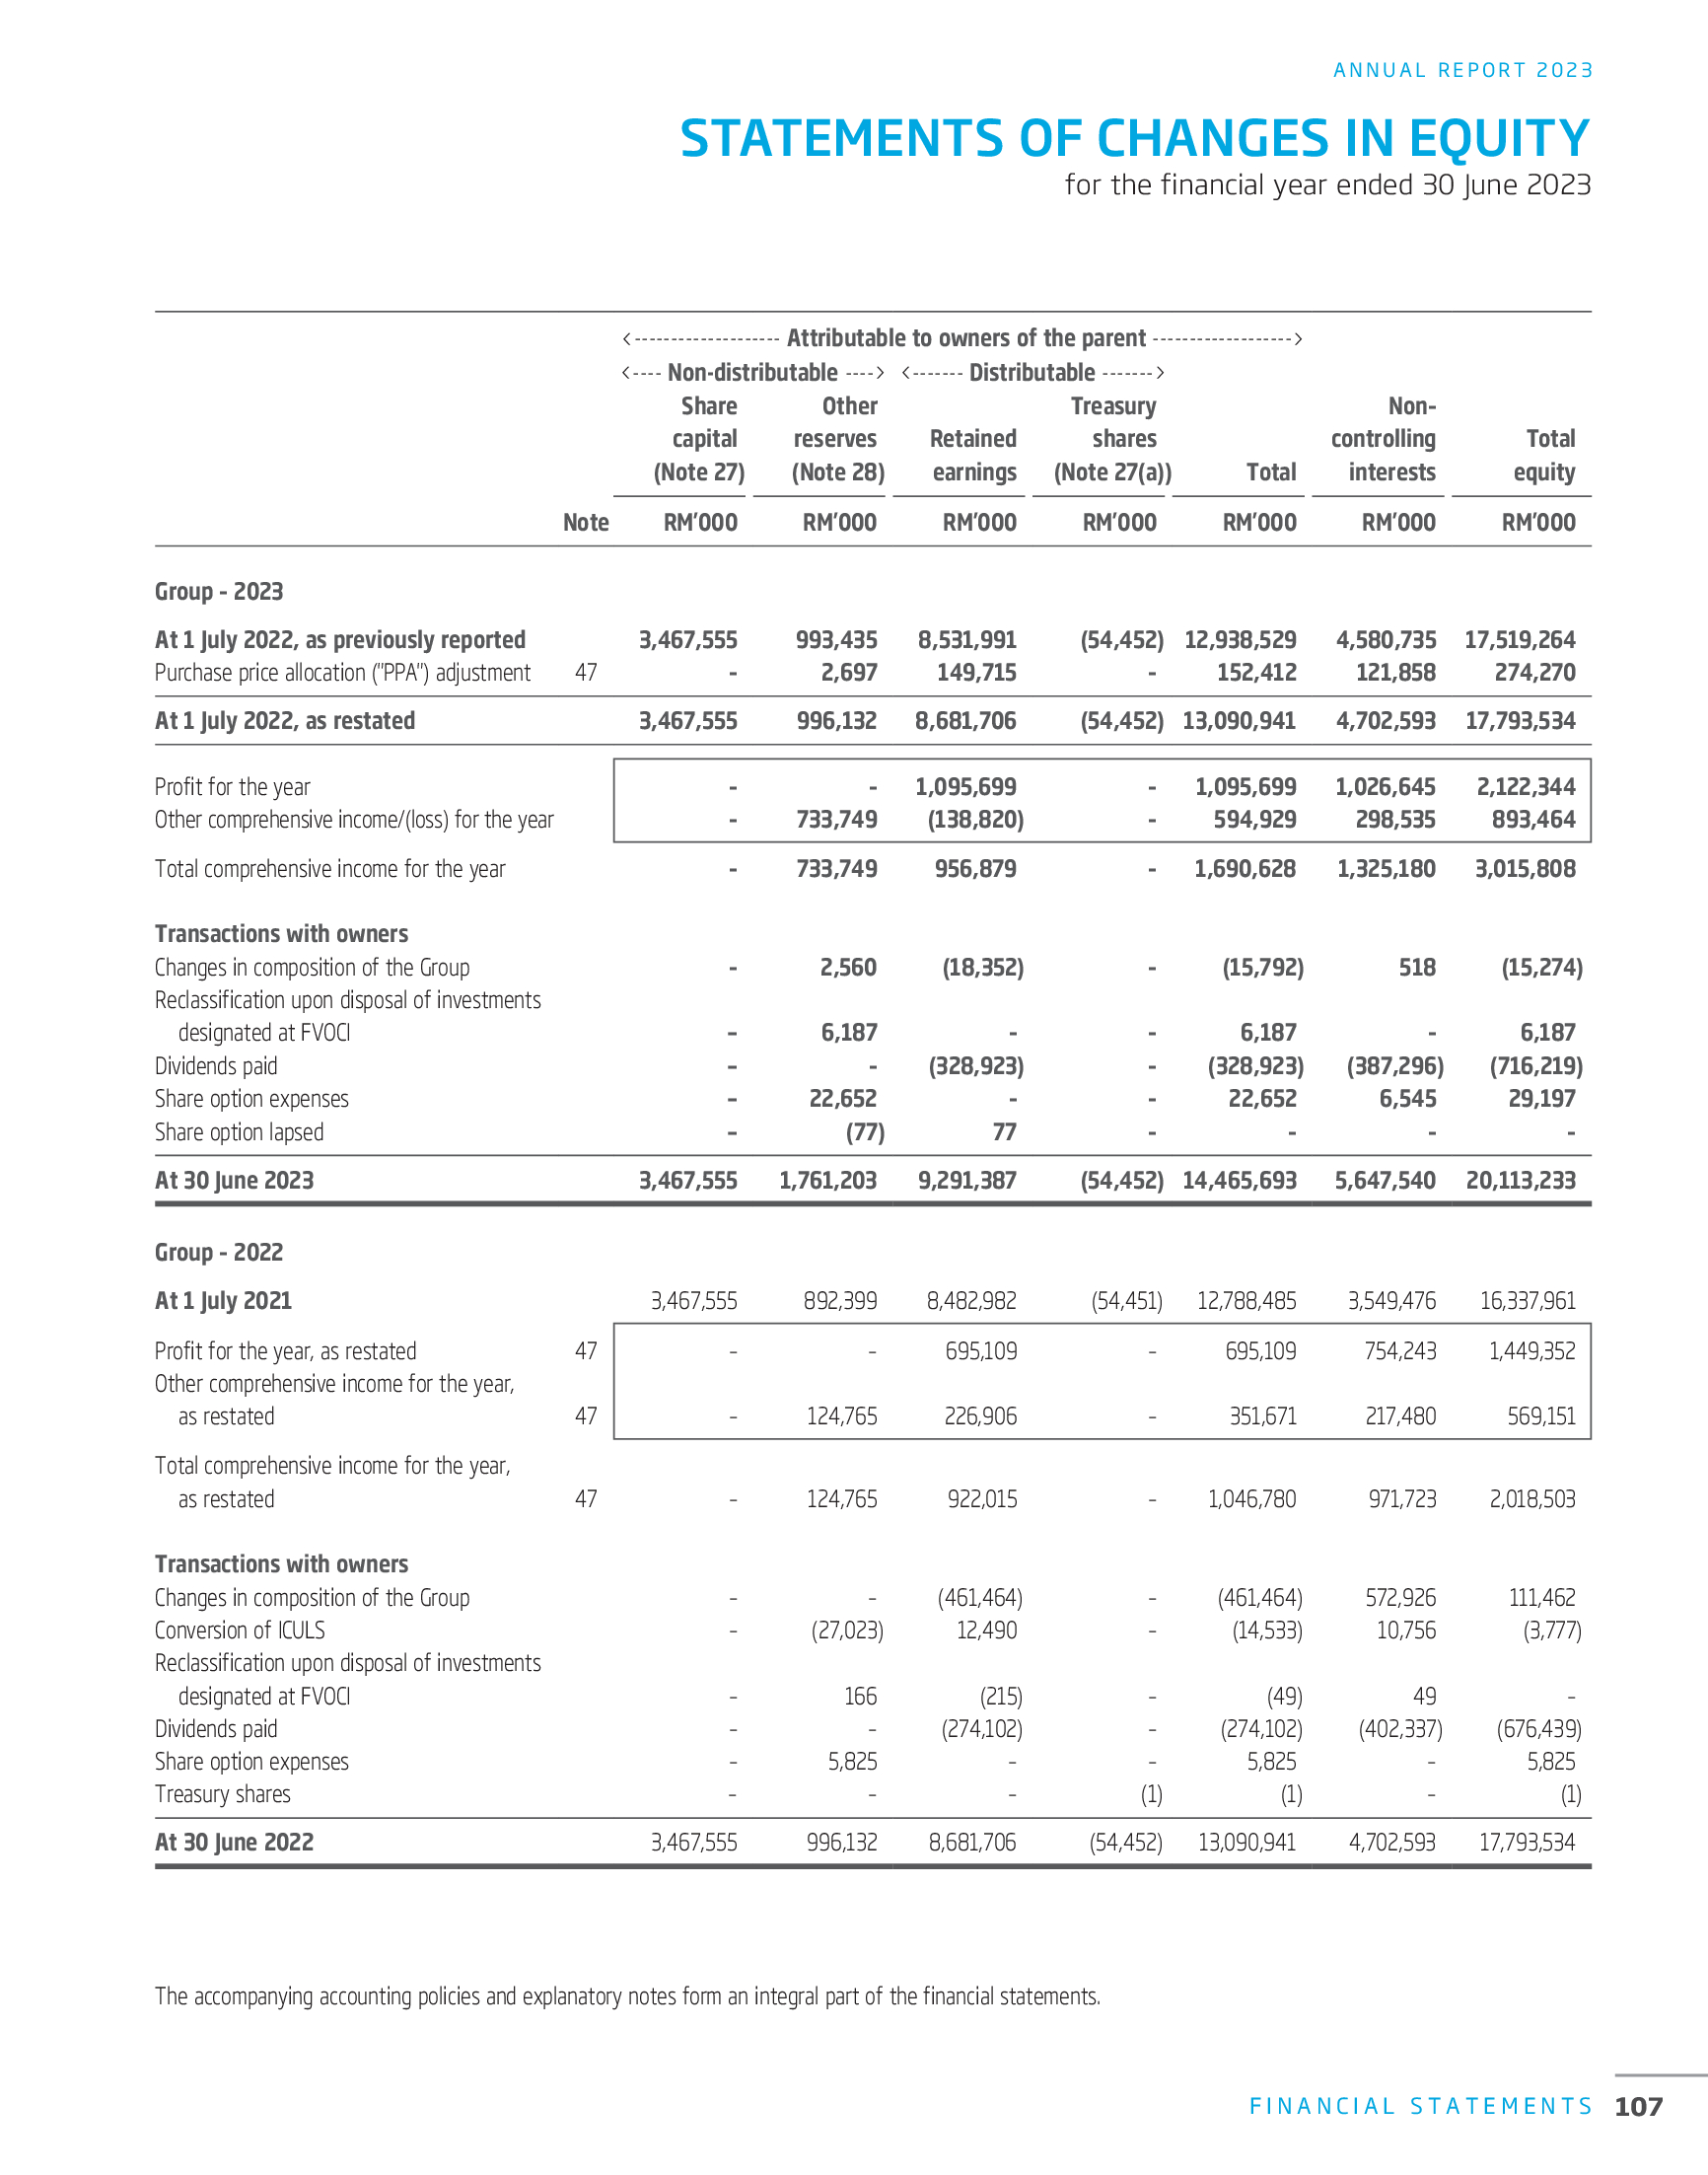 ANNUAL REPORT 2023
STATEMENTS OF CHANGES IN EQUITY
for the financial year ended 30 June 2023
<-------------------- Attributable to owners of the parent ------------------->
<---- Non-distributable ----> <------- Distributable ------->
Share Other Treasury Non-
capital reserves Retained shares controlling Total
(Note 27) (Note 28) earnings (Note 27(a)) Total interests equity
Note RM'000 RM'000 RM'000 RM'000 RM'000 RM'000 RM'000
Group - 2023
At 1 July 2022, as previously reported 3,467,555 993,435 8,531,991 (54,452) 12,938,529 4,580,735 17,519,264
Purchase price allocation ("PPA") adjustment 47 - 2,697 149,715 - 152,412 121,858 274,270
At 1 July 2022, as restated 3,467,555 996,132 8,681,706 (54,452) 13,090,941 4,702,593 17,793,534
Profit for the year - - 1,095,699 - 1,095,699 1,026,645 2,122,344
Other comprehensive income/(loss) for the year - 733,749 (138,820) - 594,929 298,535 893,464
Total comprehensive income for the year - 733,749 956,879 - 1,690,628 1,325,180 3,015,808
Transactions with owners
Changes in composition of the Group - 2,560 (18,352) - (15,792) 518 (15,274)
Reclassification upon disposal of investments
designated at FVOCI - 6,187 - - 6,187 - 6,187
Dividends paid - - (328,923) - (328,923) (387,296) (716,219)
Share option expenses - 22,652 - - 22,652 6,545 29,197
Share option lapsed - (77) 77 - - - -
At 30 June 2023 3,467,555 1,761,203 9,291,387 (54,452) 14,465,693 5,647,540 20,113,233
Group - 2022
At 1 July 2021 3,467,555 892,399 8,482,982 (54,451) 12,788,485 3,549,476 16,337,961
Profit for the year, as restated 47 - - 695,109 - 695,109 754,243 1,449,352
Other comprehensive income for the year,
as restated 47 - 124,765 226,906 - 351,671 217,480 569,151
Total comprehensive income for the year,
as restated 47 - 124,765 922,015 - 1,046,780 971,723 2,018,503
Transactions with owners
Changes in composition of the Group - - (461,464) - (461,464) 572,926 111,462
Conversion of ICULS - (27,023) 12,490 - (14,533) 10,756 (3,777)
Reclassification upon disposal of investments
designated at FVOCI - 166 (215) - (49) 49 -
Dividends paid - - (274,102) - (274,102) (402,337) (676,439)
Share option expenses - 5,825 - - 5,825 - 5,825
Treasury shares - - - (1) (1) - (1)
At 30 June 2022 3,467,555 996,132 8,681,706 (54,452) 13,090,941 4,702,593 17,793,534
The accompanying accounting policies and explanatory notes form an integral part of the financial statements.
FINANCIAL STATEMENTS 107